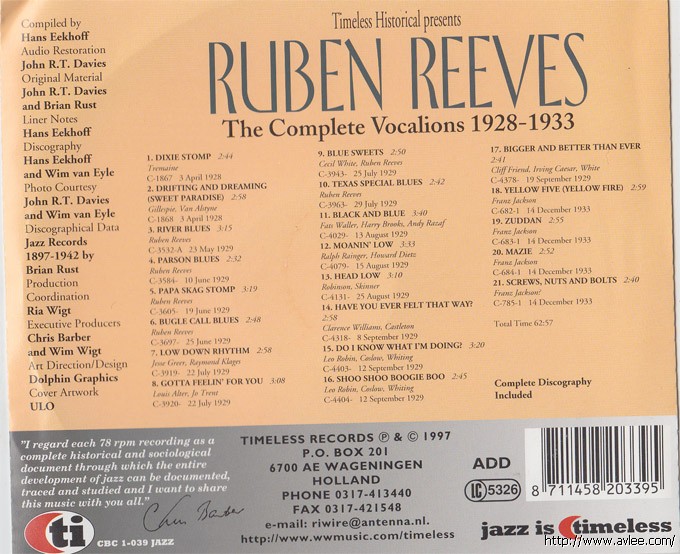 Compiled by
Hans Eekhoff
Audio Restoration
John R.T. Davies
Original Material
John R.T. Davies
and Brian Rust
Liner Notes
Hans Eekhoff
Discography
Hans Eekhoff
and Wim van Eyle
Photo Courtesy
John R.T. Davies
and Wim van Eyle
Discographical Data
Jazz Records
1897-1942 by
Brian Rust
Production
Coordination
Ria Wigt
Executive Producers
Chris Barber
and Wim Wigt
Art Direction/Design
Dolphin Graphics
Cover Artwork
ULO
Timeless Historical presents
RUBEN REEVES
The Complete Vocalions 1928-1933
1. DIXIE STOMP 2:44
Tremaine
C-1867 3 April 1928
2. DRIFTING AND DREAMING
(SWEET PARADISE) 2:58
Gillespie, Van Alstyne
C-1868 3 April 1928
3. RIVER BLUES 3:15
Ruben Reeves
C-3532-A 23 May 1929
4. PARSON BLUES 2:32
Ruben Reeves
C-3584- 10 June 1929
5. PAPA SKAG STOMP 3:19
Ruben Reeves
C-3605- 19 June 1929
6. BUGLE CALL BLUES 2:48
Ruben Reeves
C-3697- 25 June 1929
7. LOW DOWN RHYTHM 2:58
Jesse Greer, Raymond Klages
C-3919- 22 July 1929
8. GOTTA FEELIN' FOR YOU 3:08
Louis Alter, Jo Trent
C-3920- 22 July 1929
9. BLUE SWEETS 2:50
Cecil White, Ruben Reeves
C-3943- 25 July 1929
10. TEXAS SPECIAL BLUES 2:42
Ruben Reeves
C-3963- 29 July 1929
11. BLACK AND BLUE 3:40
Fats Waller, Harry Brooks, Andy Razaf
C-4029- 13 August 1929
12. MOANIN' LOW 3:33
Ralph Rainger, Howard Dietz
C-4079- 15 August 1929
13. HEAD LOW 3:10
Robinson, Skinner
C-4131- 25 August 1929
14. HAVE YOU EVER FELT THAT WAY?
2:58
Clarence Williams, Castleton
C-4318- 8 September 1929
15. DO I KNOW WHAT I'M DOING? 3:20
Leo Robin, Coslow, Whiting
C-4403- 12 September 1929
16. SHOO SHOO BOOGIE BOO 2:45
Leo Robin, Coslow, Whiting
C-4404- 12 September 1929
17. BIGGER AND BETTER THAN EVER
2:41
Cliff Friend, Irving Caesar, White
C-4378- 19 September 1929
18. YELLOW FIVE (YELLOW FIRE) 2:59
Franz Jackson
C-682-1 14 December 1933
19. ZUDDAN 2:55
Franz Jackson
C-683-1 14 December 1933
20. MAZIE 2:52
Franz Jackson
C-684-1 14 December 1933
21. SCREWS, NUTS AND BOLTS 2:40
Franz Jackson?
C-785-1 14 December 1933
Total Time 62:57
Complete Discography
Included
"I regard each 78 rpm recording as a
complete historical and sociological
document through which the entire
development of jazz can be documented,
traced and studied and I want to share
this music with you all."
Chris Barber
ti
CBC 1-039 JAZZ
TIMELESS RECORDS ℗ & © 1997
P.O. BOX 201
6700 AE WAGENINGEN
HOLLAND
PHONE 0317-413440
FAX 0317-421548
e-mail: riwire@antenna.nl
http://www.wwmusic.com/timeless
ADD
LC 5326
8 711458 203395
jazz is timeless
http://www.avlee.com/